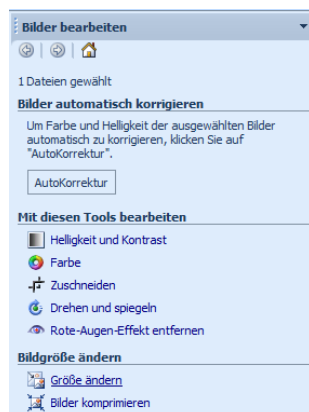 Bilder bearbeiten
1 Dateien gewählt
Bilder automatisch korrigieren
Um Farbe und Helligkeit der ausgewählten Bilder
automatisch zu korrigieren, klicken Sie auf
"AutoKorrektur".
AutoKorrektur
Mit diesen Tools bearbeiten
Helligkeit und Kontrast
Farbe
Zuschneiden
Drehen und spiegeln
Rote-Augen-Effekt entfernen
Bildgröße ändern
Größe ändern
Bilder komprimieren